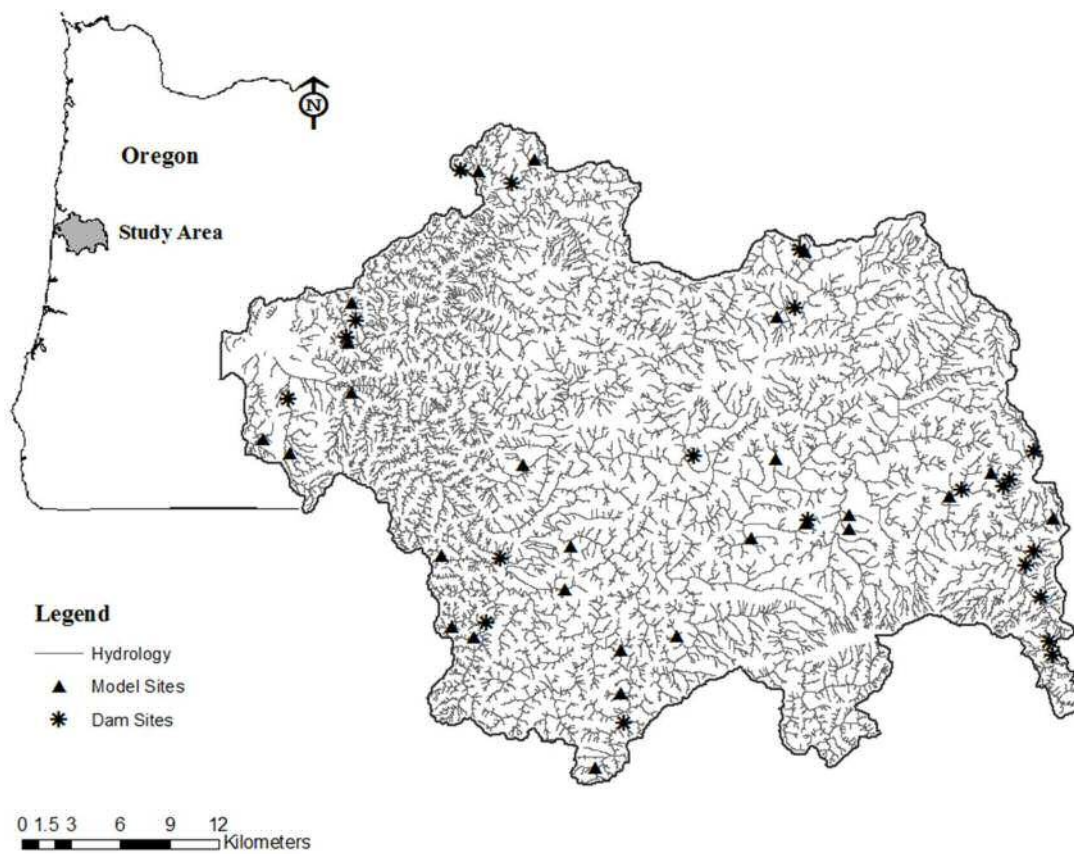 N
Oregon
Study Area
Legend
Hydrology
Model Sites
Dam Sites
0 1.5 3 6 9 12
Kilometers